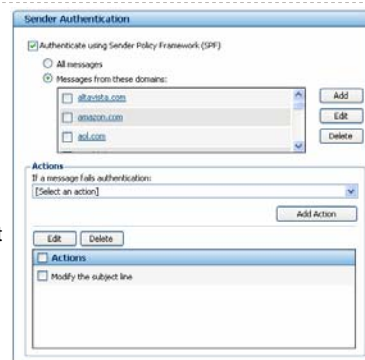 Sender Authentication
Authenticate using Sender Policy Framework (SPF)
All messages
Messages from these domains:
altavista.com
amazon.com
aol.com
Add
Edit
Delete
Actions
If a message fails authentication:
[Select an action]
Add Action
Edit Delete
Actions
Modify the subject line